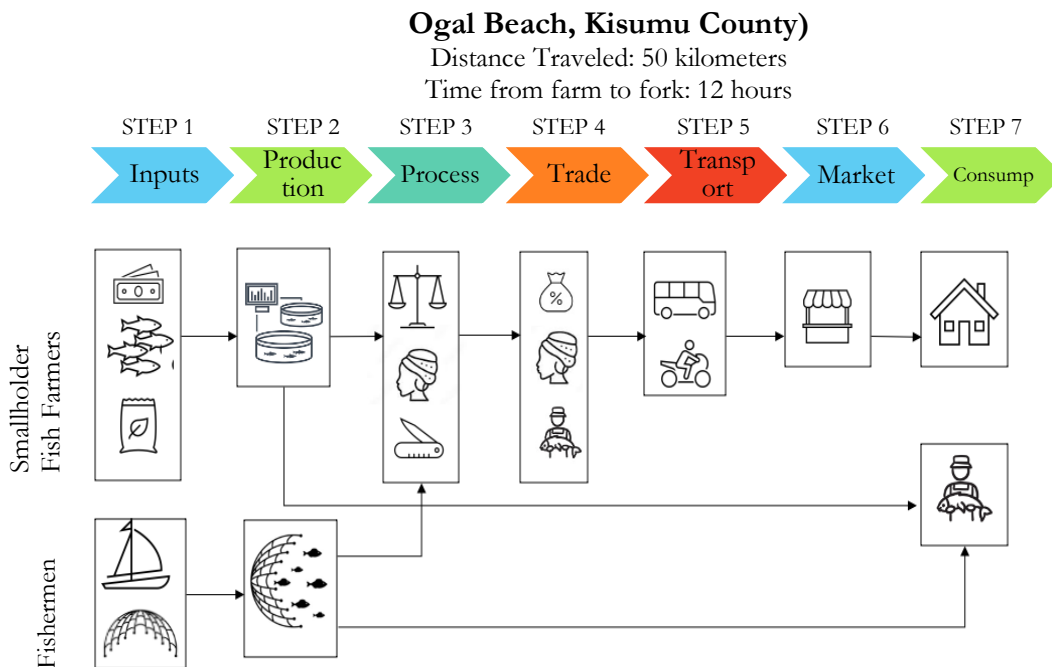 Ogal Beach, Kisumu County)
Distance Traveled: 50 kilometers
Time from farm to fork: 12 hours
STEP 1 STEP 2 STEP 3 STEP 4 STEP 5 STEP 6 STEP 7
Inputs
Produc
tion
Process
Trade
Transp
ort
Market
Consump
%
Smallholder
Fish Farmers
Fishermen